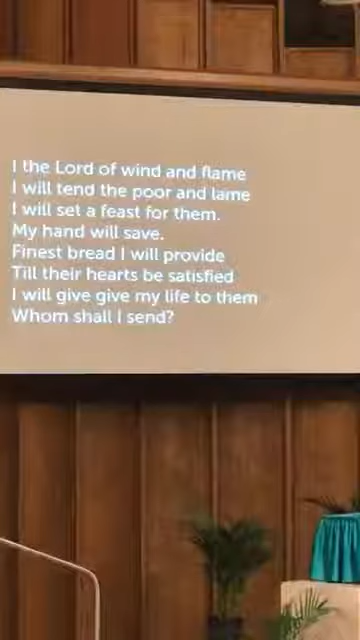 I the Lord of wind and flame
I will tend the poor and lame
I will set a feast for them.
My hand will save.
Finest bread I will provide
Till their hearts be satisfied
I will give give my life to them
Whom shall I send?